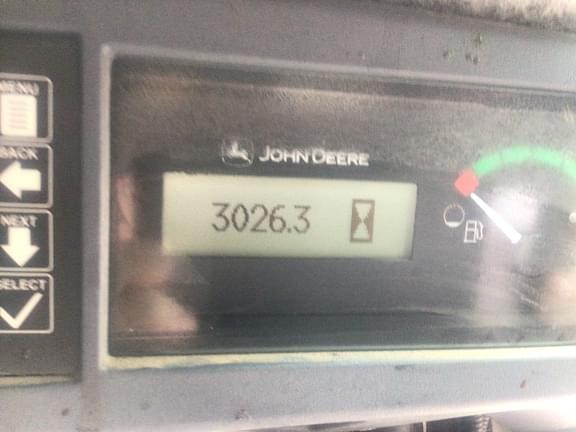 MENU
BACK
NEXT
SELECT
JOHN DEERE
3026.3